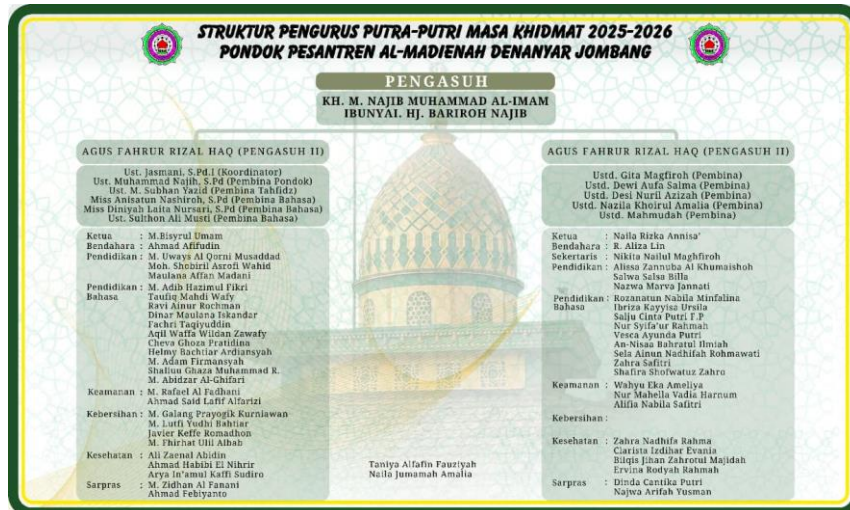 STRUKTUR PENGURUS PUTRA-PUTRI MASA KHIDMAT 2025-2026
PONDOK PESANTREN AL-MADIENAH DENANYAR JOMBANG
PENGASUH
KH. M. NAJIB MUHAMMAD AL-IMAM
IBUNYAI. HJ. BARIROH NAJIB
AGUS FAHRUR RIZAL HAQ (PENGASUH II)
Ust. Jasmani, S.Pd.I (Koordinator)
Ust. Muhammad Najih, S.Pd (Pembina Pondok)
Ust. M. Subhan Yazid (Pembina Tahfidz)
Miss Anisatun Nashiroh, S.Pd (Pembina Bahasa)
Miss Diniyah Laita Nursari, S.Pd (Pembina Bahasa)
Ust. Sulthon Ali Musti (Pembina Bahasa)
Ketua : M.Bisyrul Umam
Bendahara : Ahmad Afifudin
Pendidikan : M. Uways Al Qorni Musaddad
Moh. Shobiril Asrofi Wahid
Maulana Affan Madani
Pendidikan : M. Adib Hazimul Fikri
Bahasa Taufiq Mahdi Wafy
Ravi Ainur Rochman
Dinar Maulana Iskandar
Fachri Taqiyuddin
Aqil Waffa Wildan Zawafy
Cheva Ghoza Pratidina
Helmy Bachtiar Ardiansyah
M. Adam Firmansyah
Shalluu Ghaza Muhammad R.
M. Abidzar Al-Ghifari
Keamanan : M. Rafael Al Fadhani
Ahmad Said Lafif Alfarizi
Kebersihan : M. Galang Prayogik Kurniawan
M. Lutfi Yudhi Bahtiar
Javier Keffe Romadhon
M. Fhirhat Ulil Albab
Kesehatan : Ali Zaenal Abidin
Ahmad Habibi El Nihrir
Arya In'amul Kaffi Sudiro
Sarpras : M. Zidhan Al Fanani
Ahmad Febiyanto
Taniya Alfafin Fauziyah
Naila Jumamah Amalia
AGUS FAHRUR RIZAL HAQ (PENGASUH II)
Ustd. Gita Magfiroh (Pembina)
Ustd. Dewi Aufa Salma (Pembina)
Ustd. Desi Nuril Azizah (Pembina)
Ustd. Nazila Khoirul Amalia (Pembina)
Ustd. Mahmudah (Pembina)
Ketua : Naila Rizka Annisa'
Bendahara : R. Aliza Lin
Sekertaris : Nikita Nailul Maghfiroh
Pendidikan : Alissa Zannuba Al Khumaishoh
Salwa Salsa Billa
Nazwa Marva Jannati
Pendidikan : Rozanatun Nabila Minfalina
Bahasa Ibriza Kayyisa Ursila
Salju Cinta Putri F.P
Nur Syifa'ur Rahmah
Vesca Ayunda Putri
An-Nisaa Bahratul Ilmiah
Sela Ainun Nadhifah Rohmawati
Zahra Safitri
Shafira Shofwatuz Zahro
Keamanan : Wahyu Eka Ameliya
Nur Mahella Vadia Harnum
Alifia Nabila Safitri
Kebersihan :
Kesehatan : Zahra Nadhifa Rahma
Clarista Izdihar Evania
Bilqis Jihan Zahrotul Majidah
Ervina Rodyah Rahmah
Sarpras : Dinda Cantika Putri
Najwa Arifah Yusman